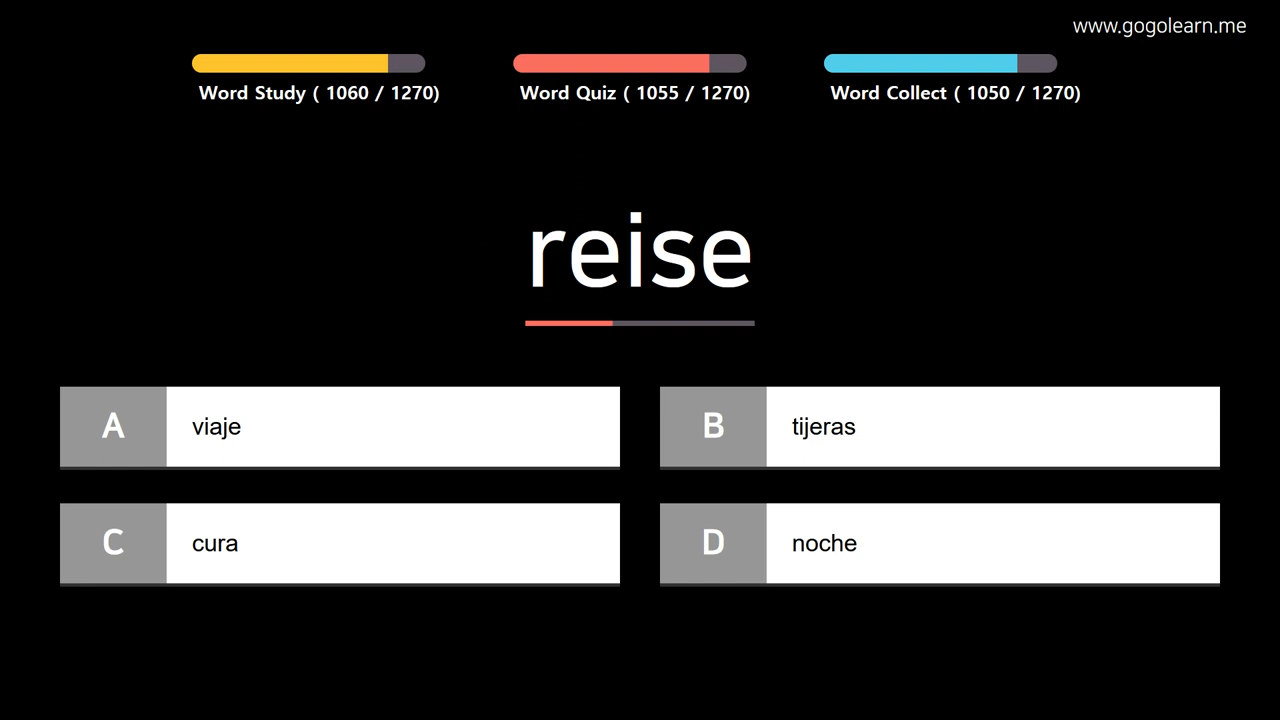 www.gogolearn.me
Word Study ( 1060 / 1270)
Word Quiz ( 1055 / 1270)
Word Collect ( 1050 / 1270)
reise
A viaje
B tijeras
C cura
D noche